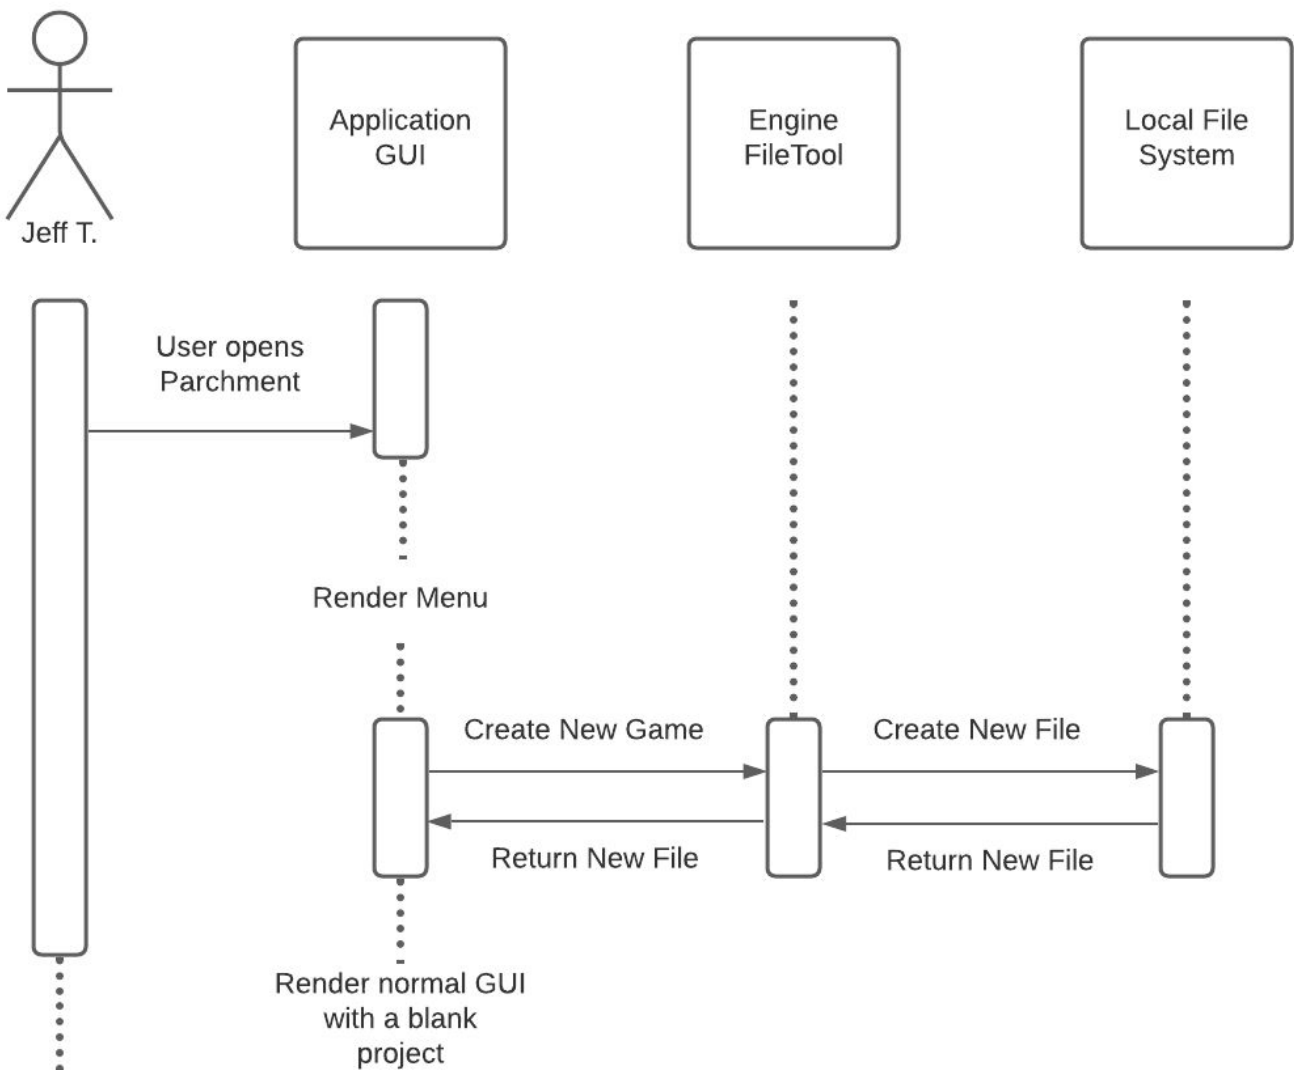 Jeff T.
Application
GUI
Engine
FileTool
Local File
System
User opens
Parchment
Render Menu
Create New Game
Create New File
Return New File
Return New File
Render normal GUI
with a blank
project